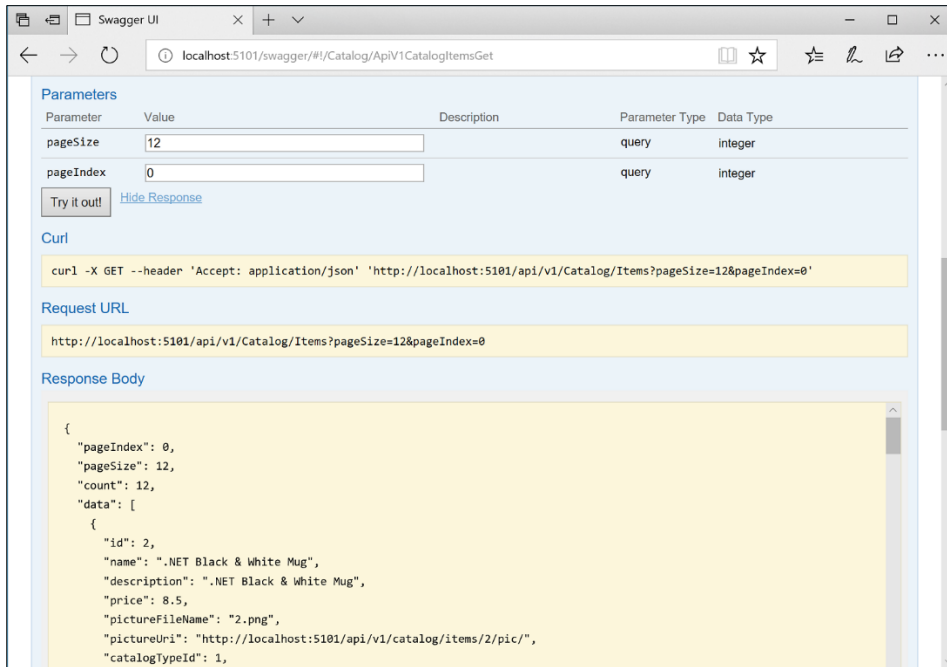 Swagger UI
localhost:5101/swagger/#!/Catalog/ApiV1CatalogItemsGet
Parameters
Parameter Value Description Parameter Type Data Type
pageSize 12 query integer
pageIndex 0 query integer
Try it out! Hide Response
Curl
curl -X GET --header 'Accept: application/json' 'http://localhost:5101/api/v1/Catalog/Items?pageSize=12&pageIndex=0'
Request URL
http://localhost:5101/api/v1/Catalog/Items?pageSize=12&pageIndex=0
Response Body
{
"pageIndex": 0,
"pageSize": 12,
"count": 12,
"data": [
{
"id": 2,
"name": ".NET Black & White Mug",
"description": ".NET Black & White Mug",
"price": 8.5,
"pictureFileName": "2.png",
"pictureUri": "http://localhost:5101/api/v1/catalog/items/2/pic/",
"catalogTypeId": 1,